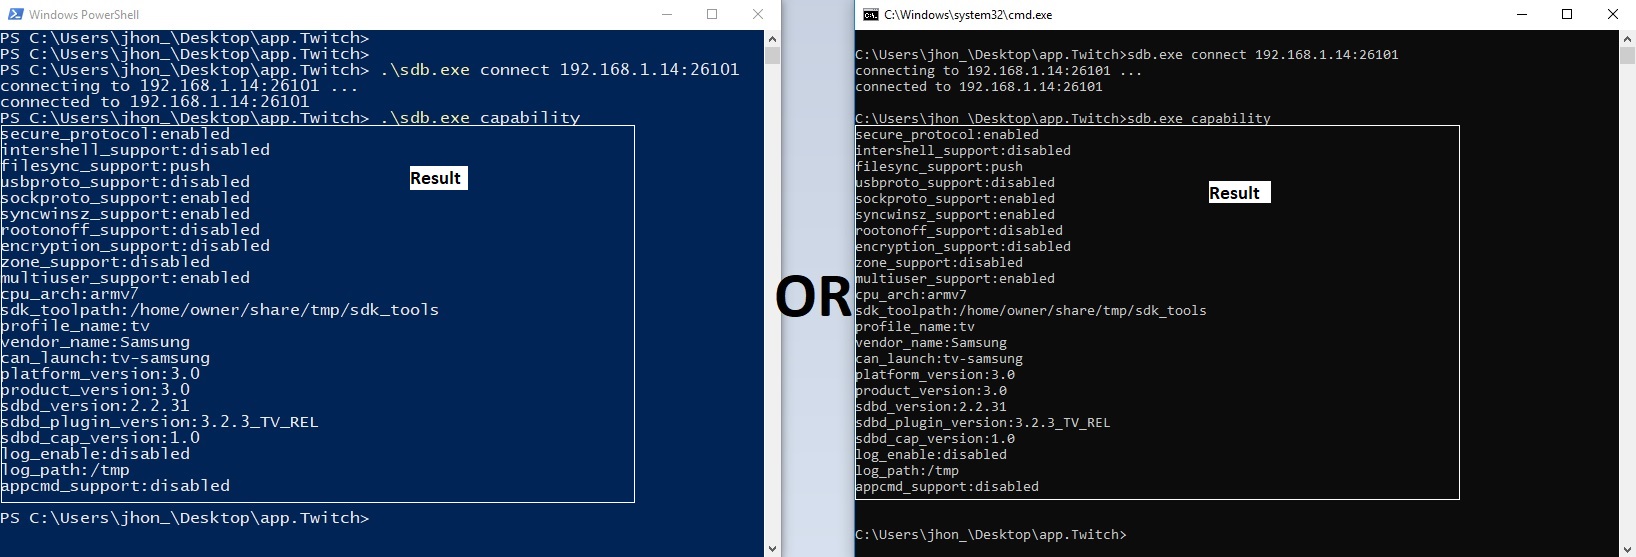 Windows PowerShell
PS C:\Users\jhon_\Desktop\app.Twitch>
PS C:\Users\jhon_\Desktop\app.Twitch>
PS C:\Users\jhon_\Desktop\app.Twitch> .\sdb.exe connect 192.168.1.14:26101
connecting to 192.168.1.14:26101 ...
connected to 192.168.1.14:26101
PS C:\Users\jhon_\Desktop\app.Twitch> .\sdb.exe capability
secure_protocol:enabled
intershell_support:disabled
filesync_support:push
Result
usbproto_support:disabled
sockproto_support:enabled
syncwinsz_support:enabled
rootonoff_support:disabled
encryption_support:disabled
zone_support:disabled
multiuser_support:enabled
cpu_arch:armv7
sdk_toolpath:/home/owner/share/tmp/sdk_tools
profile_name:tv
vendor_name:Samsung
can_launch:tv-samsung
platform_version:3.0
product_version:3.0
sdbd_version:2.2.31
sdbd_plugin_version:3.2.3_TV_REL
sdbd_cap_version:1.0
log_enable:disabled
log_path:/tmp
appcmd_support:disabled
PS C:\Users\jhon_\Desktop\app.Twitch>
OR
C:\Windows\system32\cmd.exe
C:\Users\jhon_\Desktop\app.Twitch>sdb.exe connect 192.168.1.14:26101
connecting to 192.168.1.14:26101 ...
connected to 192.168.1.14:26101
C:\Users\jhon_\Desktop\app.Twitch>sdb.exe capability
secure_protocol:enabled
intershell_support:disabled
filesync_support:push
usbproto_support:disabled
Result
sockproto_support:enabled
syncwinsz_support:enabled
rootonoff_support:disabled
encryption_support:disabled
zone_support:disabled
multiuser_support:enabled
cpu_arch:armv7
sdk_toolpath:/home/owner/share/tmp/sdk_tools
profile_name:tv
vendor_name:Samsung
can_launch:tv-samsung
platform_version:3.0
product_version:3.0
sdbd_version:2.2.31
sdbd_plugin_version:3.2.3_TV_REL
sdbd_cap_version:1.0
log_enable:disabled
log_path:/tmp
appcmd_support:disabled
C:\Users\jhon_\Desktop\app.Twitch>